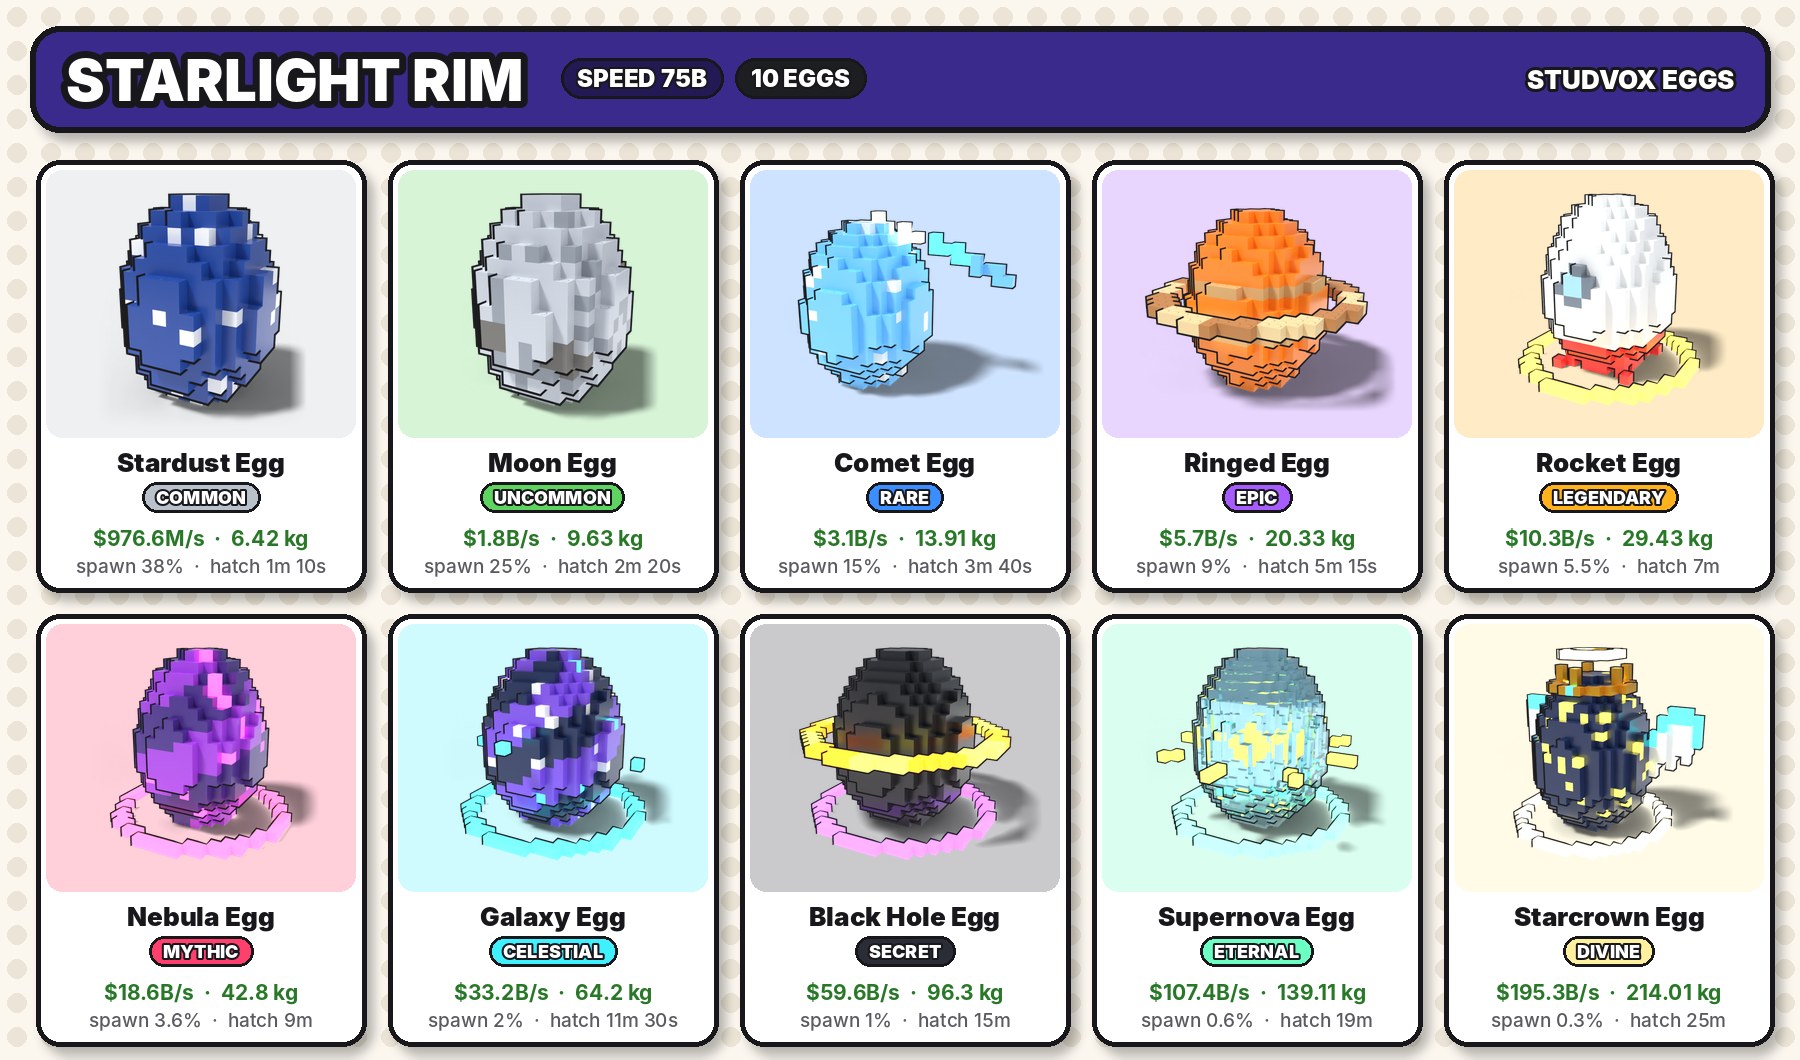 STARLIGHT RIM
SPEED 75B
10 EGGS
STUDVOX EGGS
Stardust Egg
COMMON
$976.6M/s · 6.42 kg
spawn 38% · hatch 1m 10s
Moon Egg
UNCOMMON
$1.8B/s · 9.63 kg
spawn 25% · hatch 2m 20s
Comet Egg
RARE
$3.1B/s · 13.91 kg
spawn 15% · hatch 3m 40s
Ringed Egg
EPIC
$5.7B/s · 20.33 kg
spawn 9% · hatch 5m 15s
Rocket Egg
LEGENDARY
$10.3B/s · 29.43 kg
spawn 5.5% · hatch 7m
Nebula Egg
MYTHIC
$18.6B/s · 42.8 kg
spawn 3.6% · hatch 9m
Galaxy Egg
CELESTIAL
$33.2B/s · 64.2 kg
spawn 2% · hatch 11m 30s
Black Hole Egg
SECRET
$59.6B/s · 96.3 kg
spawn 1% · hatch 15m
Supernova Egg
ETERNAL
$107.4B/s · 139.11 kg
spawn 0.6% · hatch 19m
Starcrown Egg
DIVINE
$195.3B/s · 214.01 kg
spawn 0.3% · hatch 25m